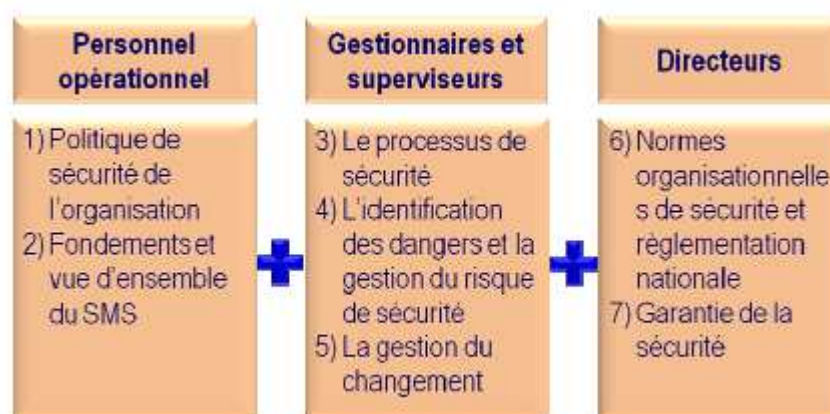 Personnel
opèrationnel
1) Politique de
sécurité de
l'organisation
2) Fondements et
vue d'ensemble
du SMS
Gestionnaires et
superviseurs
3) Le processus de
sécurité
4) L'identification
des dangers et la
gestion du risque
de sécurité
5) La gestion du
changement
Directeurs
6) Normes
organisationnelle
s de sécurité et
règlementation
nationale
7) Garantie de la
sécurité